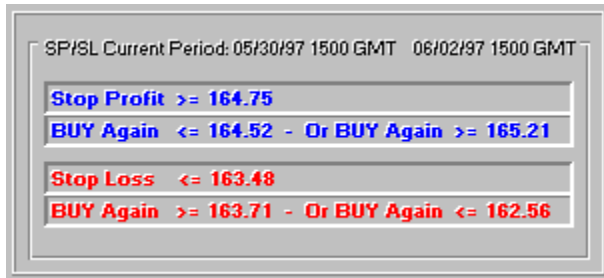 SP/SL Current Period: 05/30/97 1500 GMT 06/02/97 1500 GMT
Stop Profit >= 164.75
BUY Again <= 164.52 - Or BUY Again >= 165.21
Stop Loss <= 163.48
BUY Again >= 163.71 - Or BUY Again <= 162.56